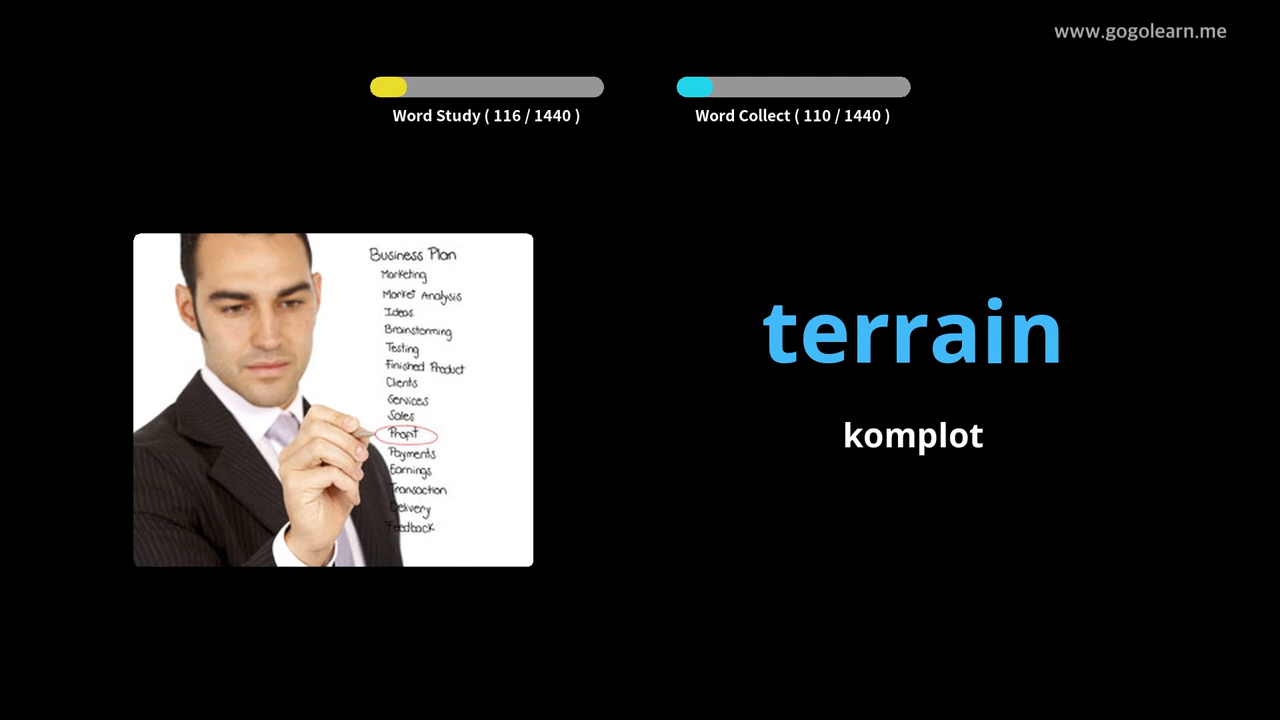 www.gogolearn.me
Word Study ( 116 / 1440 )
Word Collect ( 110 / 1440 )
Business Plan
Marketing
Market Analysis
Ideas
Brainstorming
Testing
Finished Product
Clients
Services
Sales
Profit
Payments
Earnings
Transaction
Delivery
Feedback
terrain
komplot